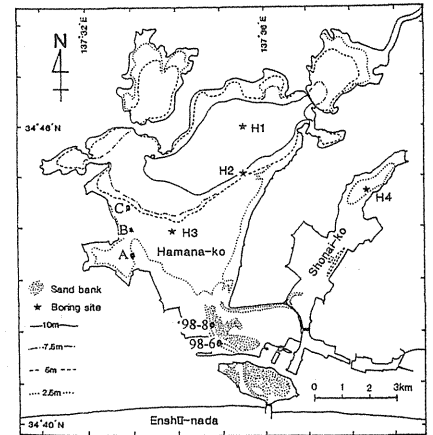 137°32' E
137°36' E
N
34°46' N
H1
H2
H4
C
H3
B
Hamana-ko
A
Shonai-ko
Sand bank
Boring site
10m
7.5m
5m
2.5m
98-8
98-6
0 1 2 3km
34°40' N
Enshū-nada